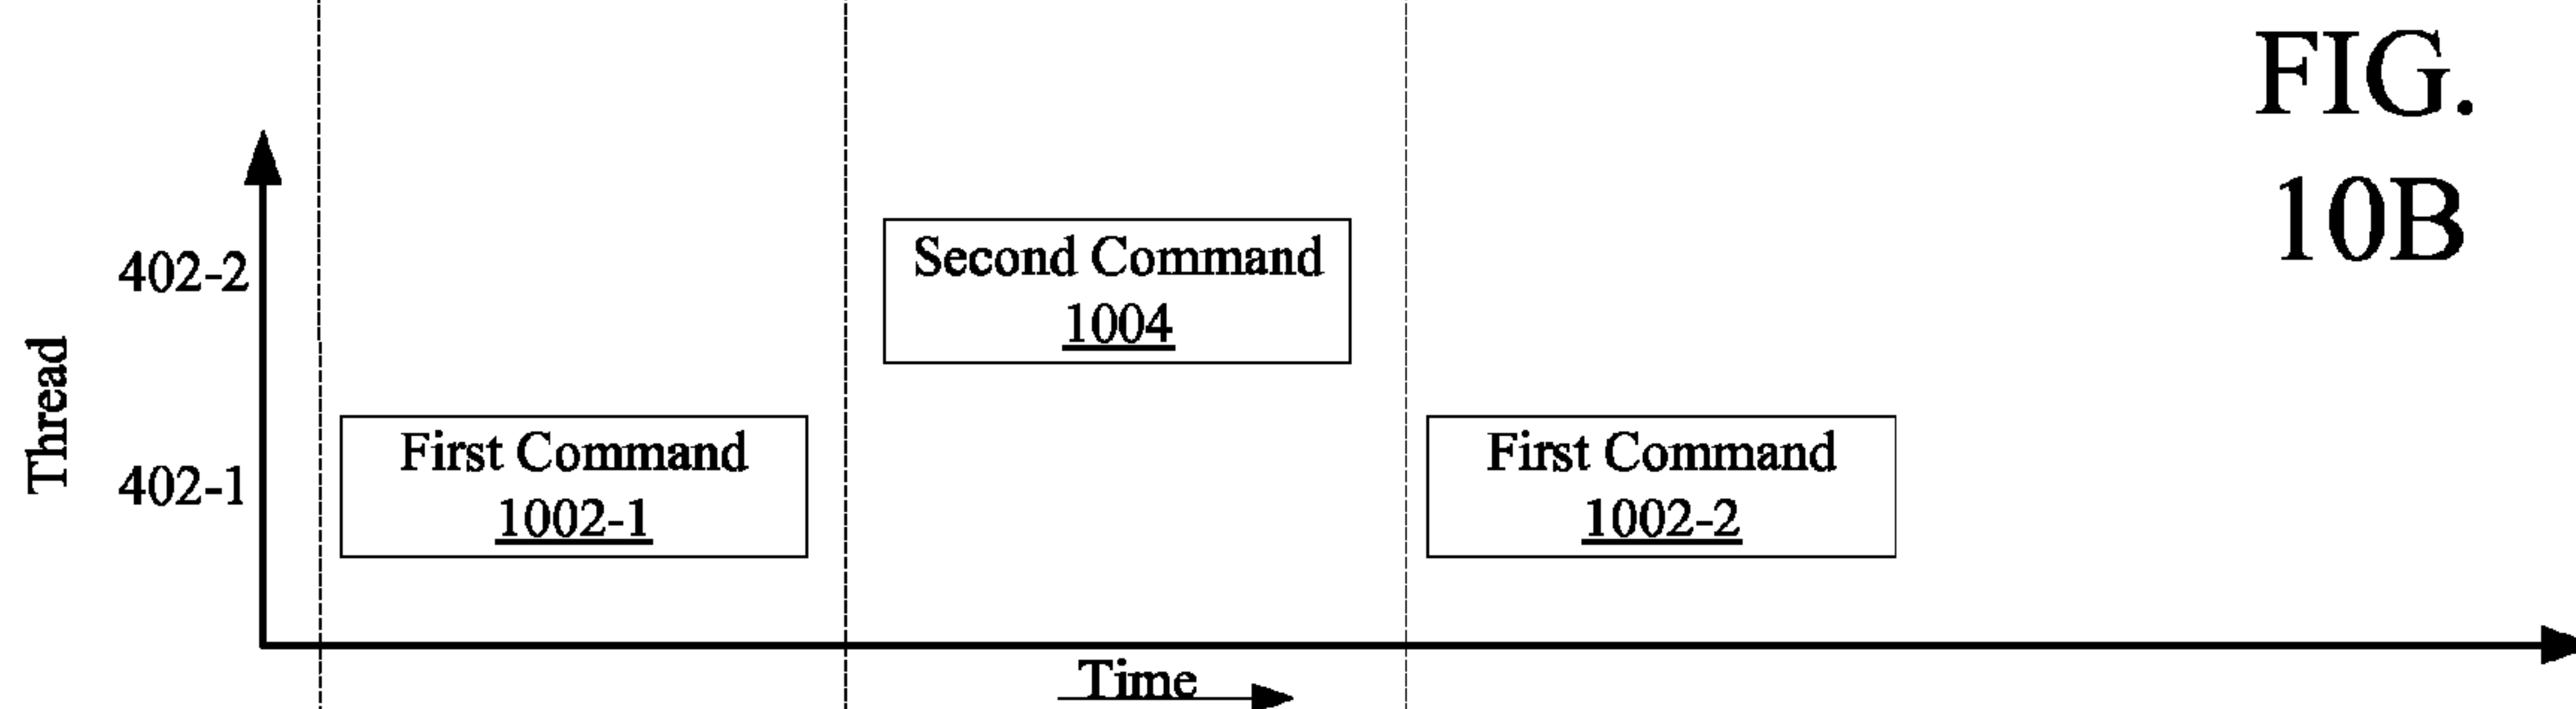 FIG.
10B
402-2
Second Command
1004
Thread
402-1
First Command
1002-1
First Command
1002-2
Time